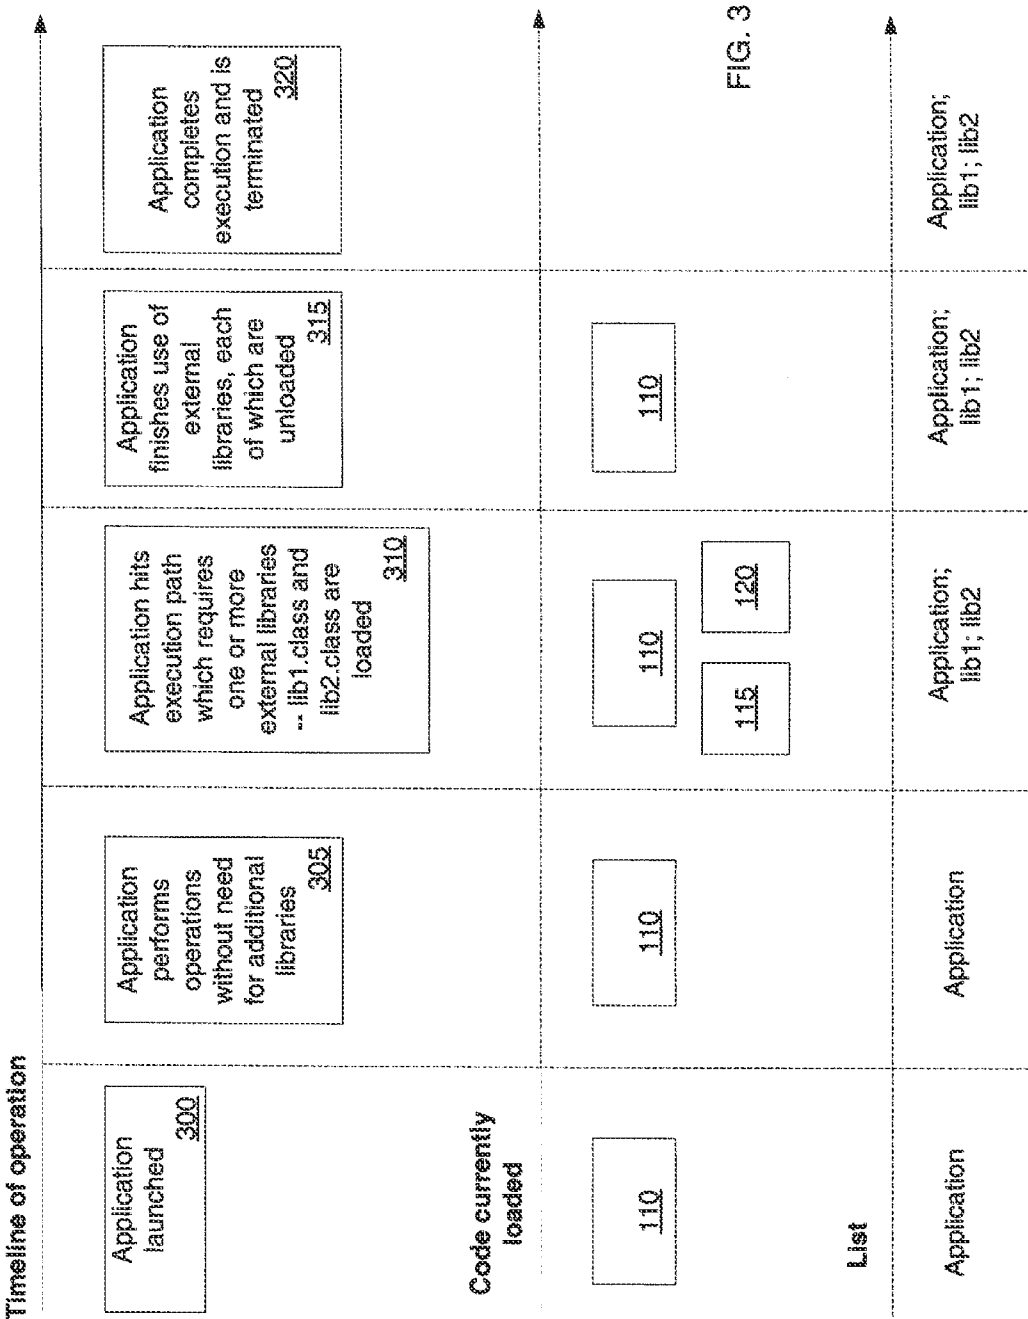 Timeline of operation
Application
launched
300
Application
performs
operations
without need
for additional
libraries
305
Application hits
execution path
which requires
one or more
external libraries
-- lib1.class and
lib2.class are
loaded
310
Application
finishes use of
external
libraries, each
of which are
unloaded
315
Application
completes
execution and is
terminated
320
Code currently
loaded
110
110
110
115
120
110
FIG. 3
List
Application
Application
Application;
lib1; lib2
Application;
lib1; lib2
Application;
lib1; lib2